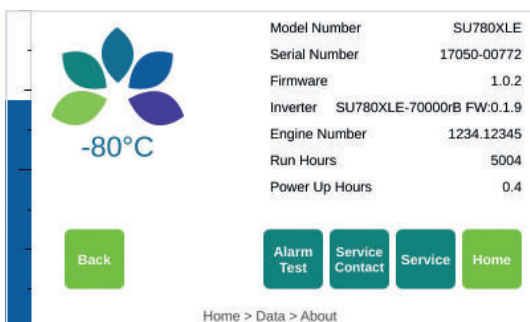 Model Number SU780XLE
Serial Number 17050-00772
Firmware 1.0.2
Inverter SU780XLE-70000rB FW:0.1.9
Engine Number 1234.12345
Run Hours 5004
Power Up Hours 0.4
-80°C
Back
Alarm
Test
Service
Contact
Service
Home
Home > Data > About